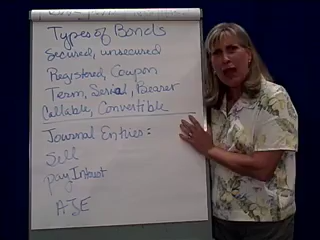 Types of Bonds
Secured, unsecured
Registered, Coupon
Term, Serial, Bearer
Callable, Convertible
Journal Entries:
Sell
pay Interest
AJE